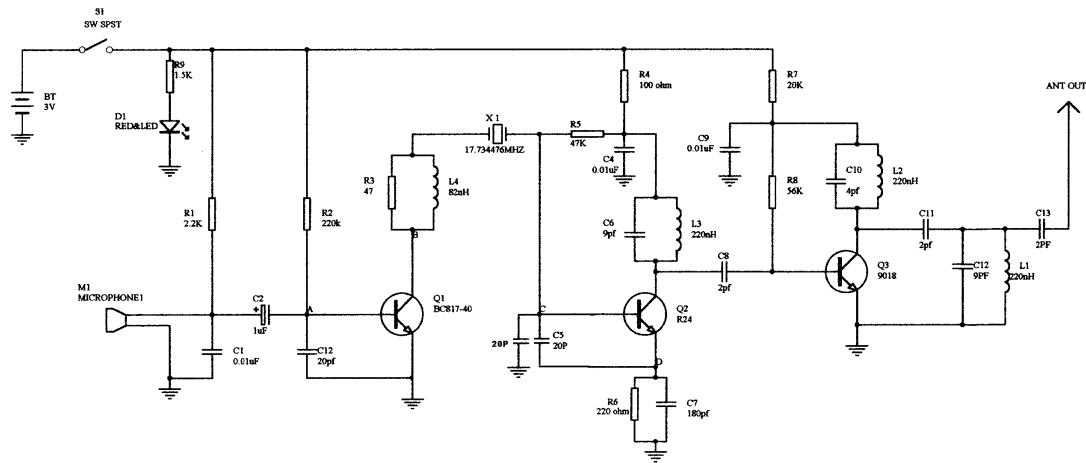 S1
SW SPST
BT
3V
R9
1.5K
D1
RED&LED
R1
2.2K
M1
MICROPHONE1
C1
0.01uF
C2
+
1uF
R2
220k
A
C12
20pf
R3
47
L4
82nH
B
Q1
BC817-40
X 1
17.734476MHZ
R5
47K
R4
100 ohm
C4
0.01uF
C6
9pf
L3
220nH
C
20P
C5
20P
Q2
R24
D
R6
220 ohm
C7
180pf
C8
2pf
R7
20K
C9
0.01uF
R8
56K
C10
4pf
L2
220nH
Q3
9018
C11
2pf
C12
9PF
L1
220nH
C13
2PF
ANT OUT